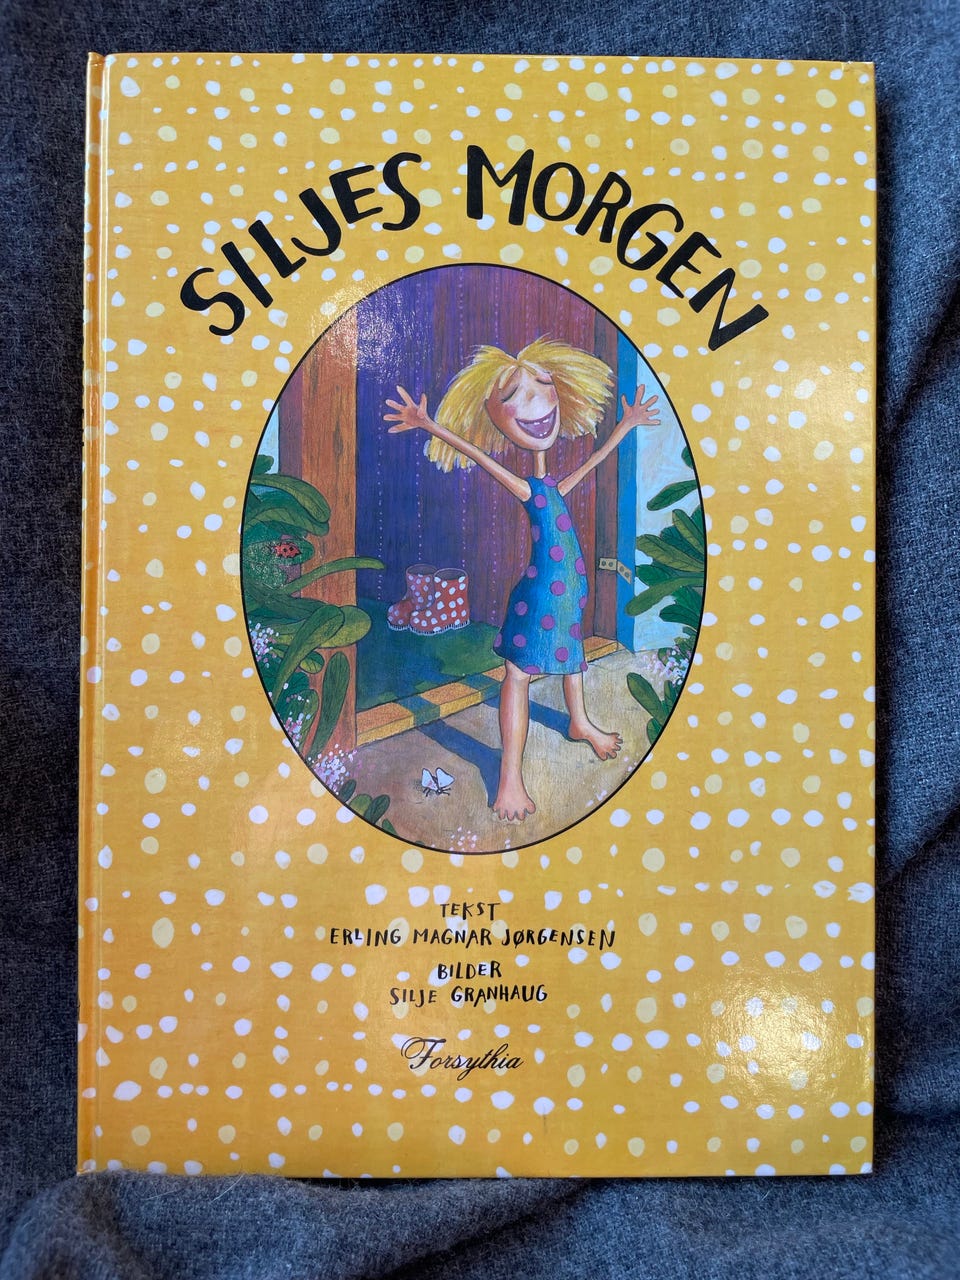 SILJES MORGEN
TEKST
ERLING MAGNAR JØRGENSEN
BILDER
SILJE GRANHAUG
Forsythia